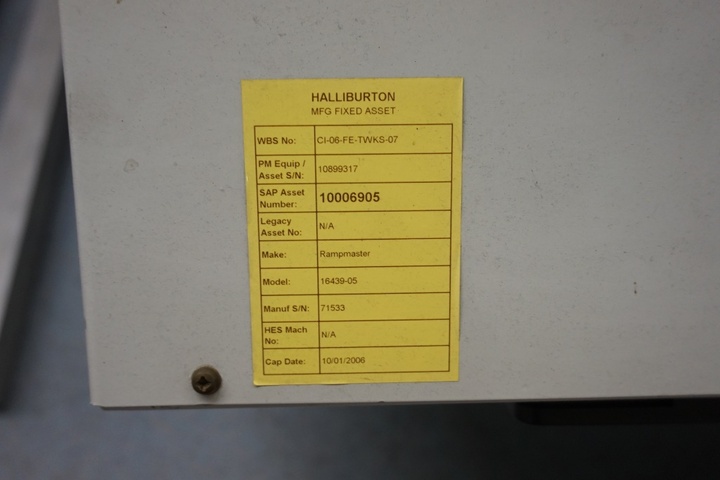 HALLIBURTON
MFG FIXED ASSET
WBS No: CI-06-FE-TWKS-07
PM Equip /
Asset S/N: 10899317
SAP Asset
Number: 10006905
Legacy
Asset No: N/A
Make: Rampmaster
Model: 16439-05
Manuf S/N: 71533
HES Mach
No: N/A
Cap Date: 10/01/2006